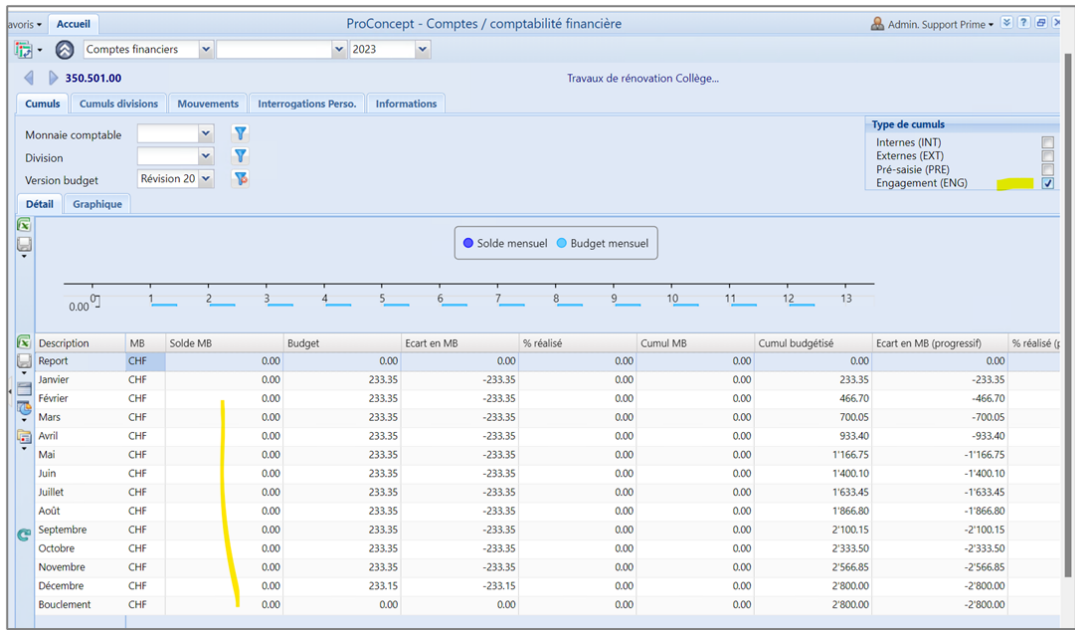 avoris Accueil ProConcept - Comptes / comptabilité financière Admin. Support Prime
Comptes financiers 2023
350.501.00 Travaux de rénovation Collège...
Cumuls Cumuls divisions Mouvements Interrogations Perso. Informations
Type de cumuls
Monnaie comptable
Internes (INT)
Division
Externes (EXT)
Pré-saisie (PRE)
Version budget Révision 20
Engagement (ENG)
Détail Graphique
Solde mensuel Budget mensuel
0.00 0 1 2 3 4 5 6 7 8 9 10 11 12 13
Description MB Solde MB Budget Ecart en MB % réalisé Cumul MB Cumul budgétisé Ecart en MB (progressif) % réalisé (p
Report CHF 0.00 0.00 0.00 0.00 0.00 0.00 0.00
Janvier CHF 0.00 233.35 -233.35 0.00 0.00 233.35 -233.35
Février CHF 0.00 233.35 -233.35 0.00 0.00 466.70 -466.70
Mars CHF 0.00 233.35 -233.35 0.00 0.00 700.05 -700.05
Avril CHF 0.00 233.35 -233.35 0.00 0.00 933.40 -933.40
Mai CHF 0.00 233.35 -233.35 0.00 0.00 1'166.75 -1'166.75
Juin CHF 0.00 233.35 -233.35 0.00 0.00 1'400.10 -1'400.10
Juillet CHF 0.00 233.35 -233.35 0.00 0.00 1'633.45 -1'633.45
Août CHF 0.00 233.35 -233.35 0.00 0.00 1'866.80 -1'866.80
Septembre CHF 0.00 233.35 -233.35 0.00 0.00 2'100.15 -2'100.15
Octobre CHF 0.00 233.35 -233.35 0.00 0.00 2'333.50 -2'333.50
Novembre CHF 0.00 233.35 -233.35 0.00 0.00 2'566.85 -2'566.85
Décembre CHF 0.00 233.15 -233.15 0.00 0.00 2'800.00 -2'800.00
Bouclement CHF 0.00 0.00 0.00 0.00 0.00 2'800.00 -2'800.00